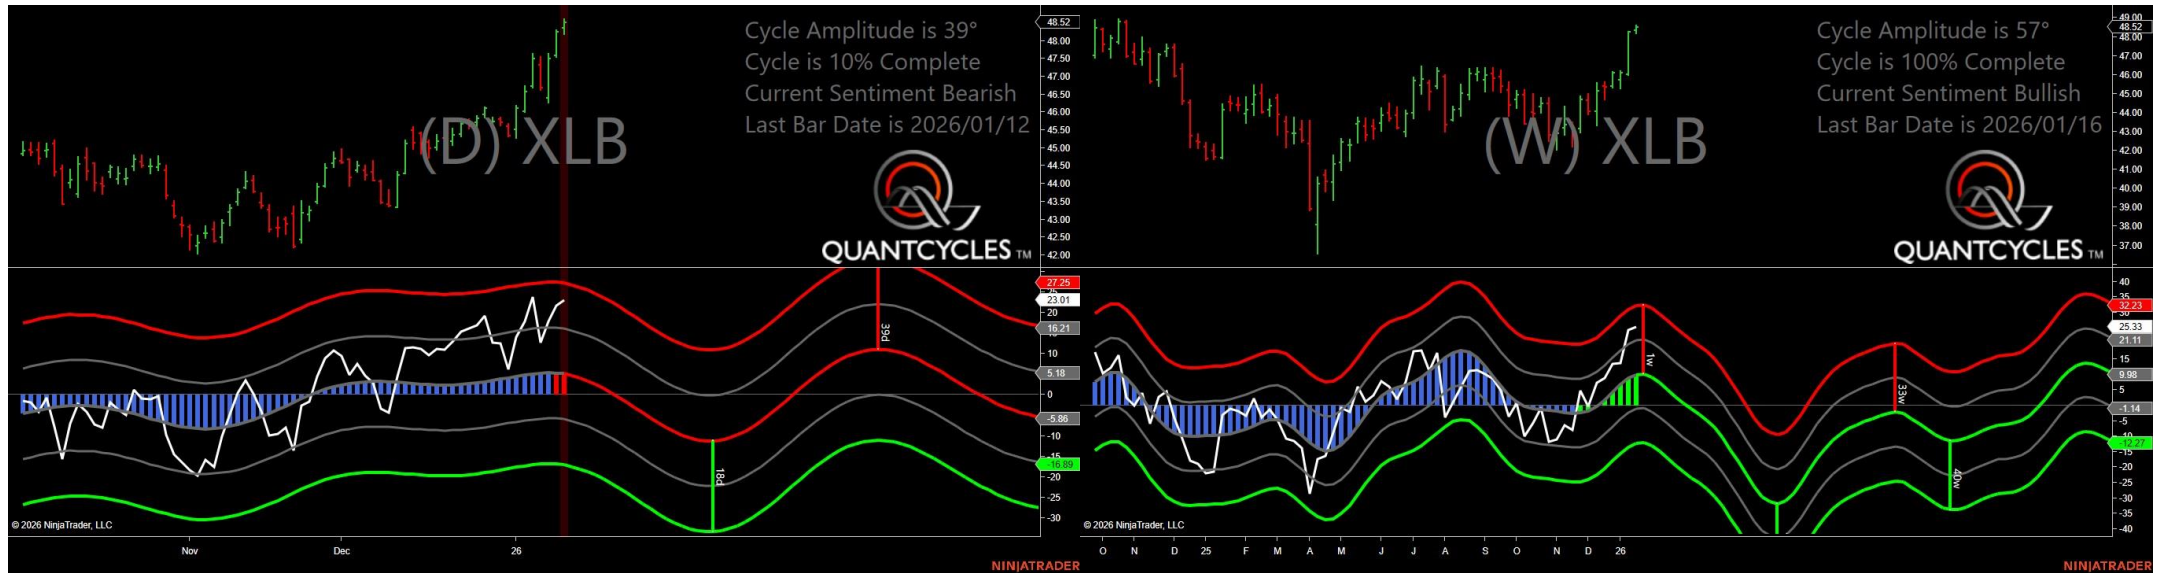 Cycle Amplitude is 39°
Cycle is 10% Complete
Current Sentiment Bearish
Last Bar Date is 2026/01/12
(D) XLB
QUANTCYCLES TM
48.52
48.00
47.50
47.00
46.50
46.00
45.50
45.00
44.50
44.00
43.50
43.00
42.50
42.00
27.25
23.01
20
16.21
10
5.18
0
-5.86
-10
-15
-16.89
-20
-25
-30
39d
18d
© 2026 NinjaTrader, LLC
Nov Dec 26
NINJATRADER
Cycle Amplitude is 57°
Cycle is 100% Complete
Current Sentiment Bullish
Last Bar Date is 2026/01/16
(W) XLB
QUANTCYCLES TM
49.00
48.52
48.00
47.00
46.00
45.00
44.00
43.00
42.00
41.00
40.00
39.00
38.00
37.00
40
35
32.23
25.33
21.11
15
9.98
5
-1.14
-5
-12.27
-15
-20
-25
-30
-35
-40
1w
33w
40w
© 2026 NinjaTrader, LLC
O N D 25 F M A M J J A S O N D 26
NINJATRADER